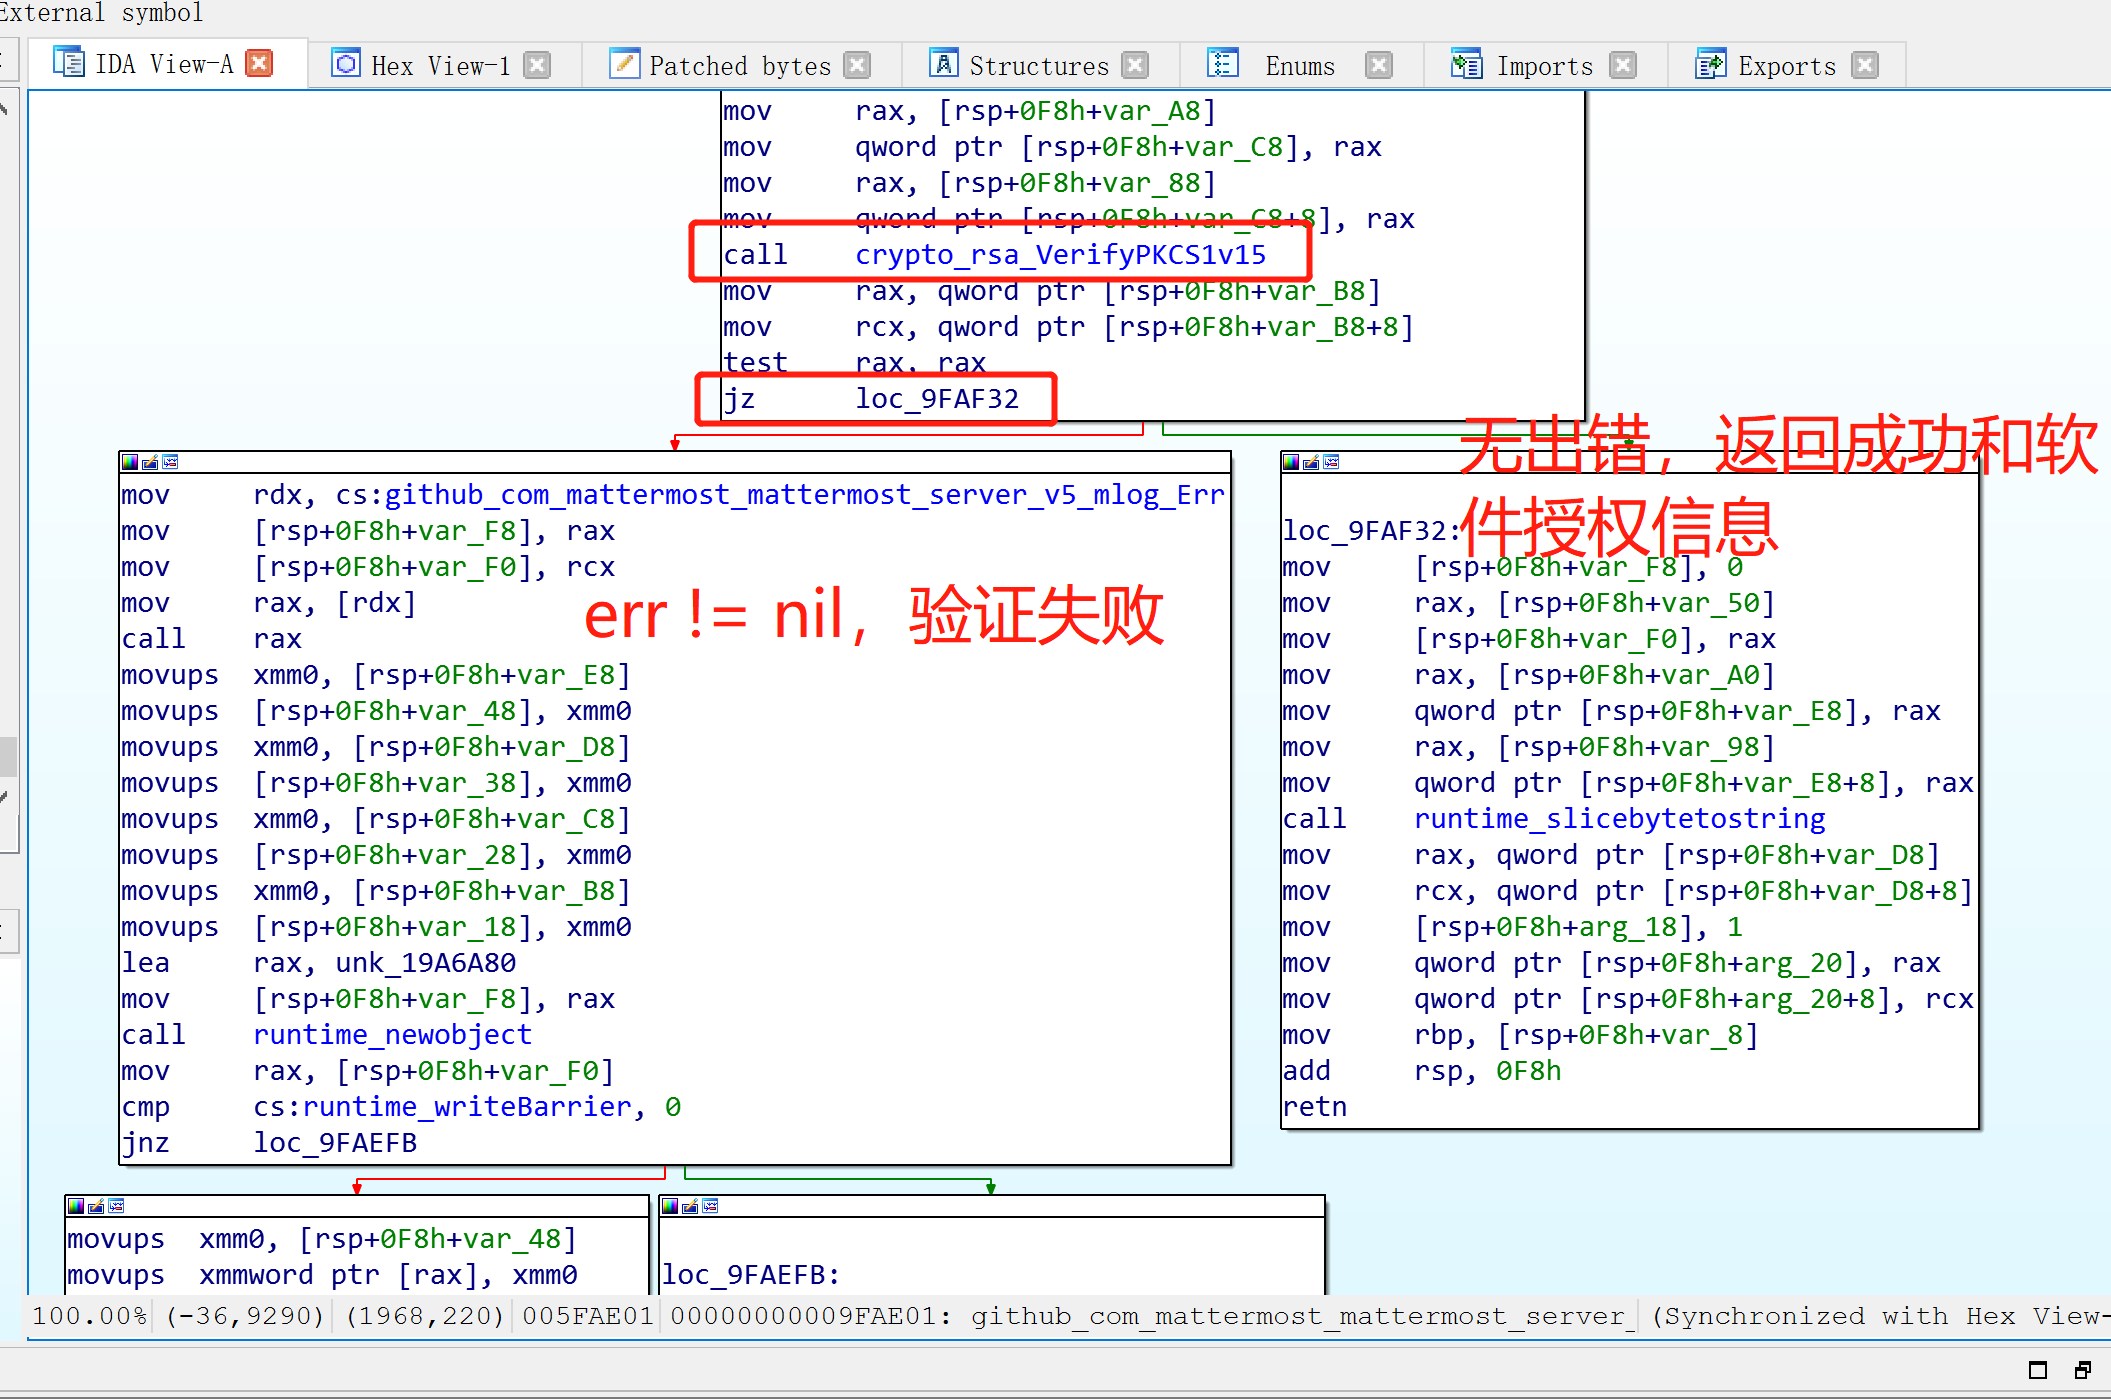 External symbol
IDA View-A
Hex View-1
Patched bytes
Structures
Enums
Imports
Exports
mov rax, [rsp+0F8h+var_A8]
mov qword ptr [rsp+0F8h+var_C8], rax
mov rax, [rsp+0F8h+var_88]
mov qword ptr [rsp+0F8h+var_C8+8], rax
call crypto_rsa_VerifyPKCS1v15
mov rax, qword ptr [rsp+0F8h+var_B8]
mov rcx, qword ptr [rsp+0F8h+var_B8+8]
test rax, rax
jz loc_9FAF32
mov rdx, cs:github_com_mattermost_mattermost_server_v5_mlog_Err
mov [rsp+0F8h+var_F8], rax
mov [rsp+0F8h+var_F0], rcx
mov rax, [rdx]
call rax
movups xmm0, [rsp+0F8h+var_E8]
movups [rsp+0F8h+var_48], xmm0
movups xmm0, [rsp+0F8h+var_D8]
movups [rsp+0F8h+var_38], xmm0
movups xmm0, [rsp+0F8h+var_C8]
movups [rsp+0F8h+var_28], xmm0
movups xmm0, [rsp+0F8h+var_B8]
movups [rsp+0F8h+var_18], xmm0
lea rax, unk_19A6A80
mov [rsp+0F8h+var_F8], rax
call runtime_newobject
mov rax, [rsp+0F8h+var_F0]
cmp cs:runtime_writeBarrier, 0
jnz loc_9FAEFB
err != nil，验证失败
无出错，返回成功和软
件授权信息
loc_9FAF32:
mov [rsp+0F8h+var_F8], 0
mov rax, [rsp+0F8h+var_50]
mov [rsp+0F8h+var_F0], rax
mov rax, [rsp+0F8h+var_A0]
mov qword ptr [rsp+0F8h+var_E8], rax
mov rax, [rsp+0F8h+var_98]
mov qword ptr [rsp+0F8h+var_E8+8], rax
call runtime_slicebytetostring
mov rax, qword ptr [rsp+0F8h+var_D8]
mov rcx, qword ptr [rsp+0F8h+var_D8+8]
mov [rsp+0F8h+arg_18], 1
mov qword ptr [rsp+0F8h+arg_20], rax
mov qword ptr [rsp+0F8h+arg_20+8], rcx
mov rbp, [rsp+0F8h+var_8]
add rsp, 0F8h
retn
movups xmm0, [rsp+0F8h+var_48]
movups xmmword ptr [rax], xmm0
loc_9FAEFB:
100.00% (-36,9290) (1968,220) 005FAE01 00000000009FAE01: github_com_mattermost_mattermost_server_ (Synchronized with Hex View-